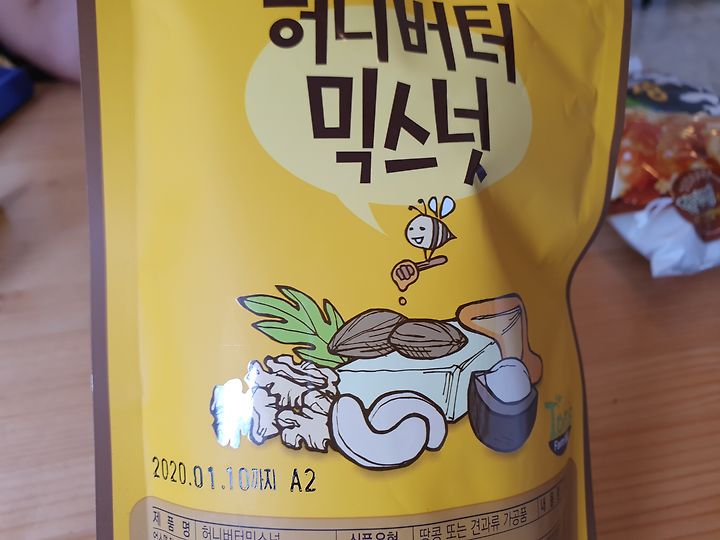 허니버터
믹스넛
Tong
2020.01.10까지 A2
제 품 명 허니버터믹스넛 식품유형 땅콩 또는 견과류 가공품